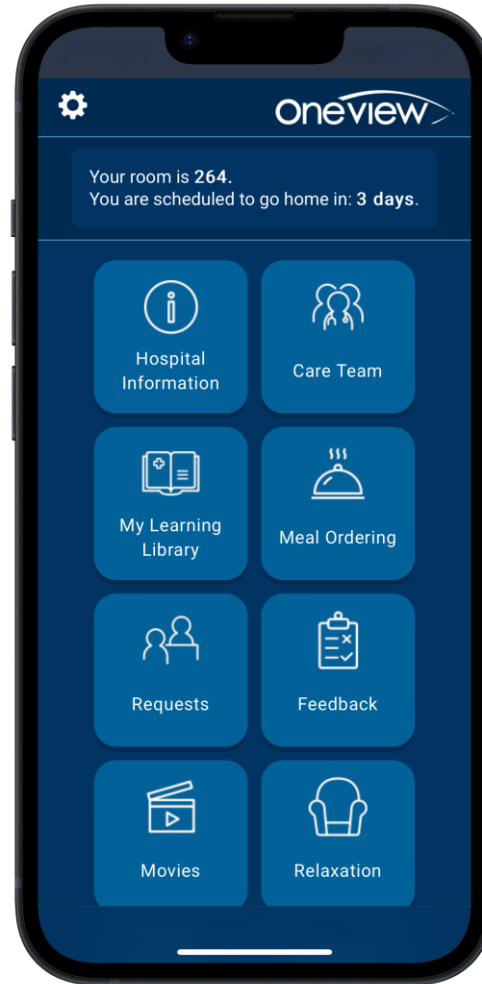 Oneview
Your room is 264.
You are scheduled to go home in: 3 days.
Hospital
Information
Care Team
My Learning
Library
Meal Ordering
Requests
Feedback
Movies
Relaxation